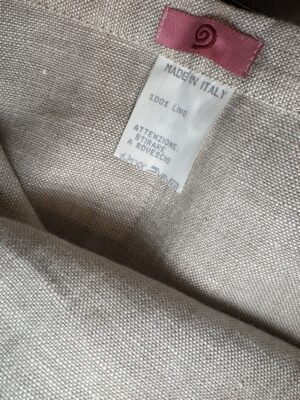 MADE IN ITALY
100% LINO
ATTENZIONE:
STIRARE
A ROVESCIO